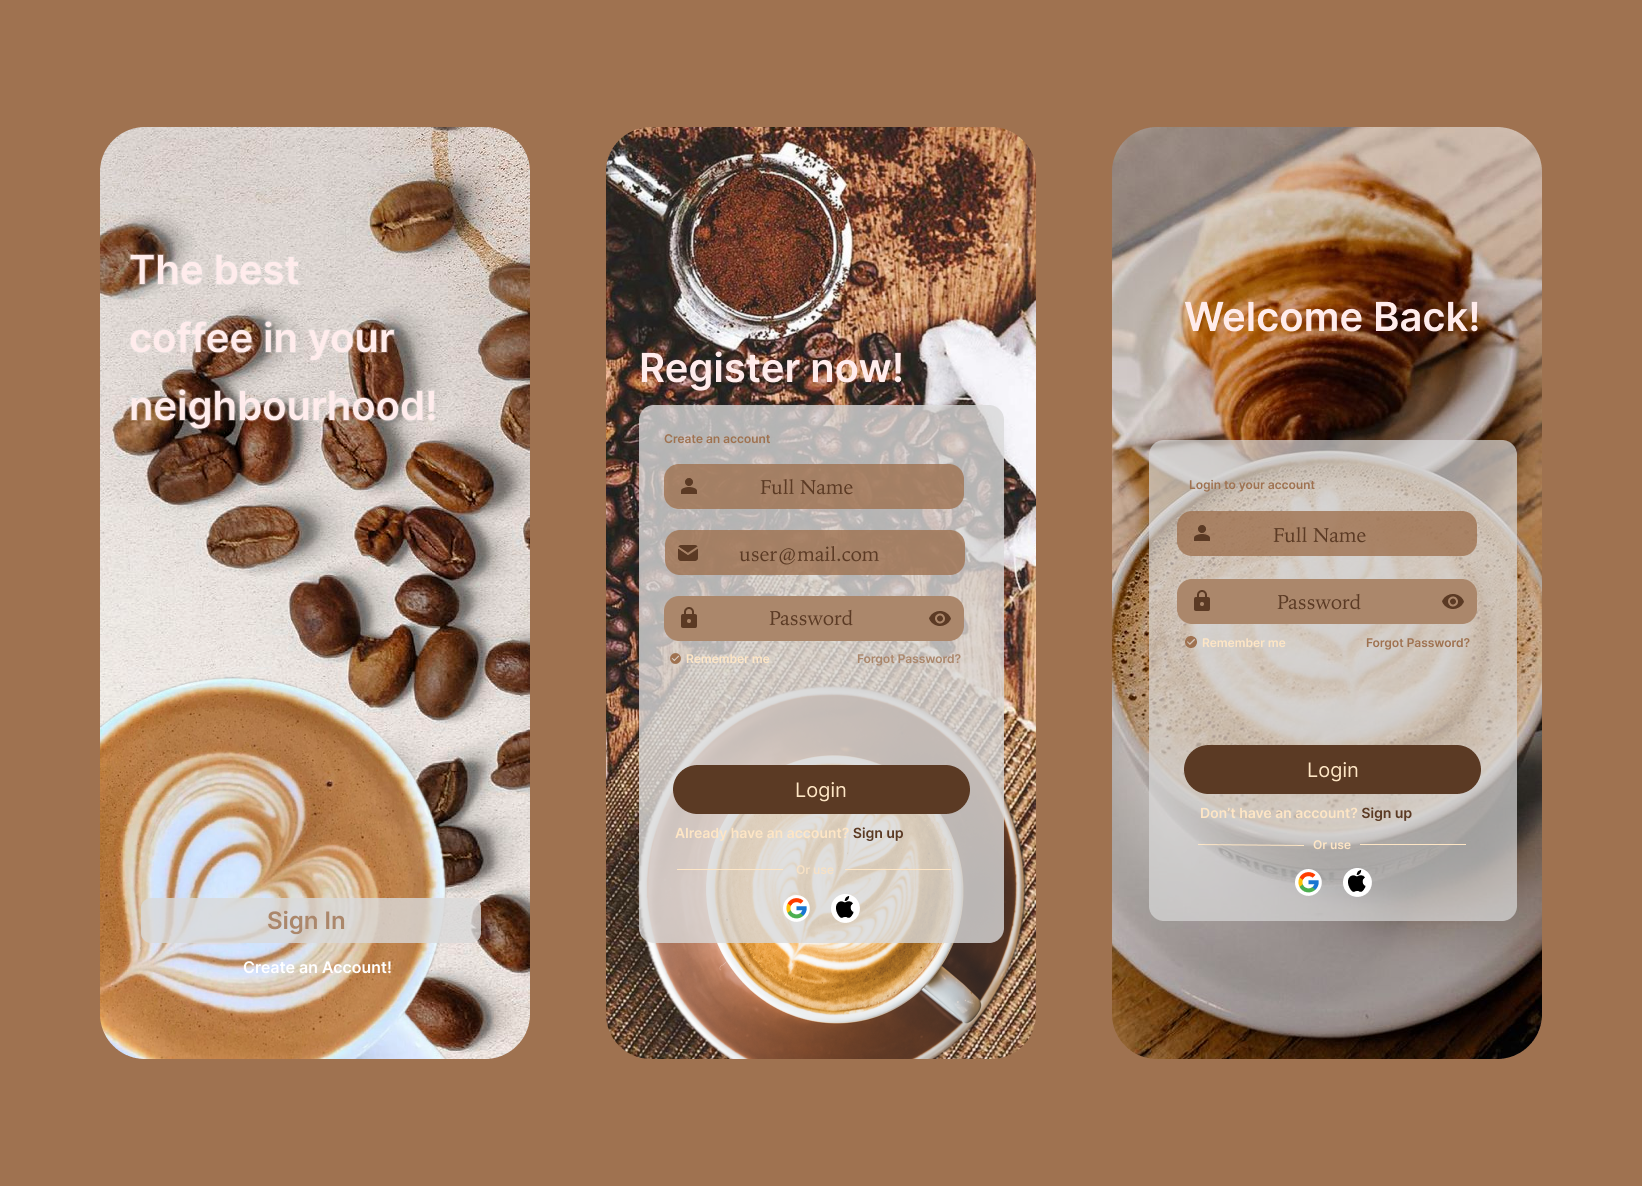 The best
coffee in your
neighbourhood!
Sign In
Create an Account!
Register now!
Create an account
Full Name
user@mail.com
Password
Remember me Forgot Password?
Login
Already have an account? Sign up
Or use
Welcome Back!
Login to your account
Full Name
Password
Remember me Forgot Password?
Login
Don't have an account? Sign up
Or use